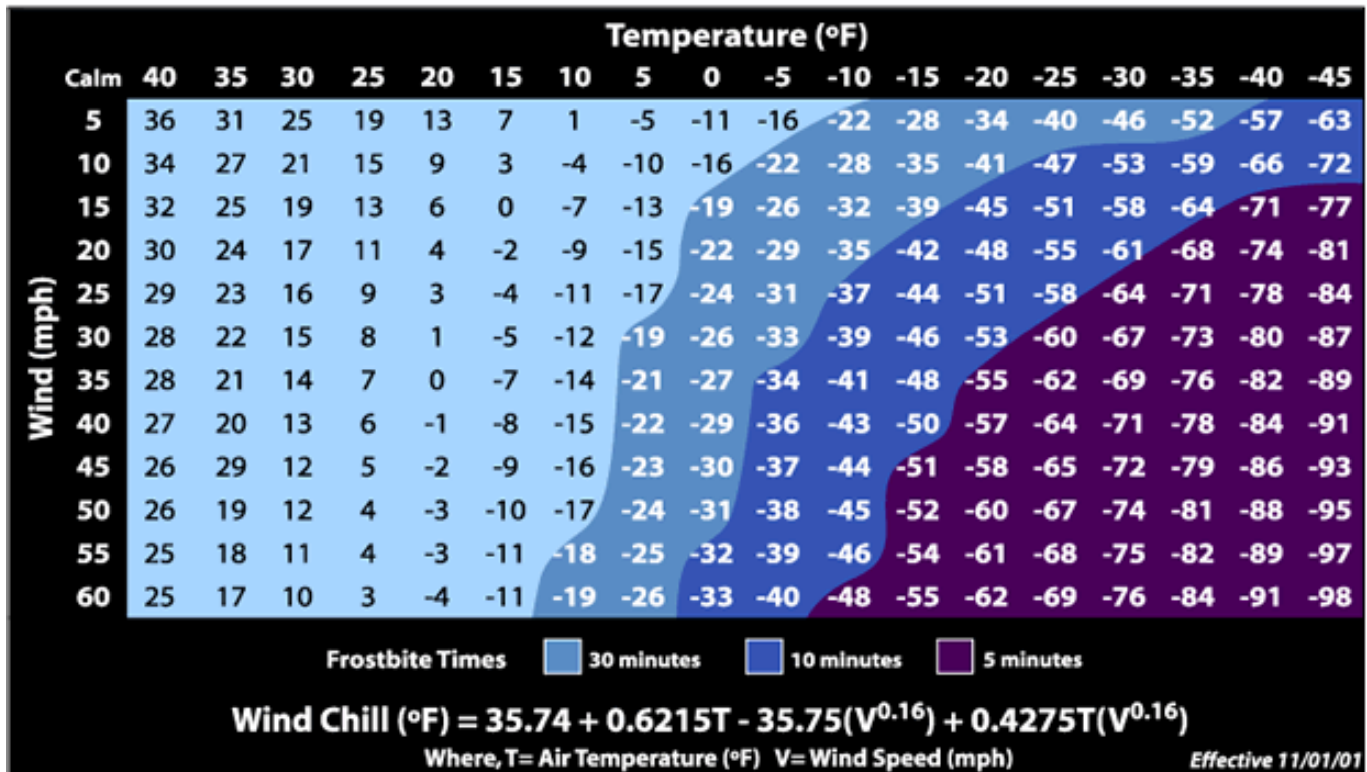 Temperature (ºF)
Calm 40 35 30 25 20 15 10 5 0 -5 -10 -15 -20 -25 -30 -35 -40 -45
5 36 31 25 19 13 7 1 -5 -11 -16 -22 -28 -34 -40 -46 -52 -57 -63
10 34 27 21 15 9 3 -4 -10 -16 -22 -28 -35 -41 -47 -53 -59 -66 -72
15 32 25 19 13 6 0 -7 -13 -19 -26 -32 -39 -45 -51 -58 -64 -71 -77
20 30 24 17 11 4 -2 -9 -15 -22 -29 -35 -42 -48 -55 -61 -68 -74 -81
25 29 23 16 9 3 -4 -11 -17 -24 -31 -37 -44 -51 -58 -64 -71 -78 -84
30 28 22 15 8 1 -5 -12 -19 -26 -33 -39 -46 -53 -60 -67 -73 -80 -87
35 28 21 14 7 0 -7 -14 -21 -27 -34 -41 -48 -55 -62 -69 -76 -82 -89
40 27 20 13 6 -1 -8 -15 -22 -29 -36 -43 -50 -57 -64 -71 -78 -84 -91
45 26 29 12 5 -2 -9 -16 -23 -30 -37 -44 -51 -58 -65 -72 -79 -86 -93
50 26 19 12 4 -3 -10 -17 -24 -31 -38 -45 -52 -60 -67 -74 -81 -88 -95
55 25 18 11 4 -3 -11 -18 -25 -32 -39 -46 -54 -61 -68 -75 -82 -89 -97
60 25 17 10 3 -4 -11 -19 -26 -33 -40 -48 -55 -62 -69 -76 -84 -91 -98
Wind (mph)
Frostbite Times 30 minutes 10 minutes 5 minutes
Wind Chill (ºF) = 35.74 + 0.6215T - 35.75(V^0.16) + 0.4275T(V^0.16)
Where, T= Air Temperature (ºF) V= Wind Speed (mph) Effective 11/01/01